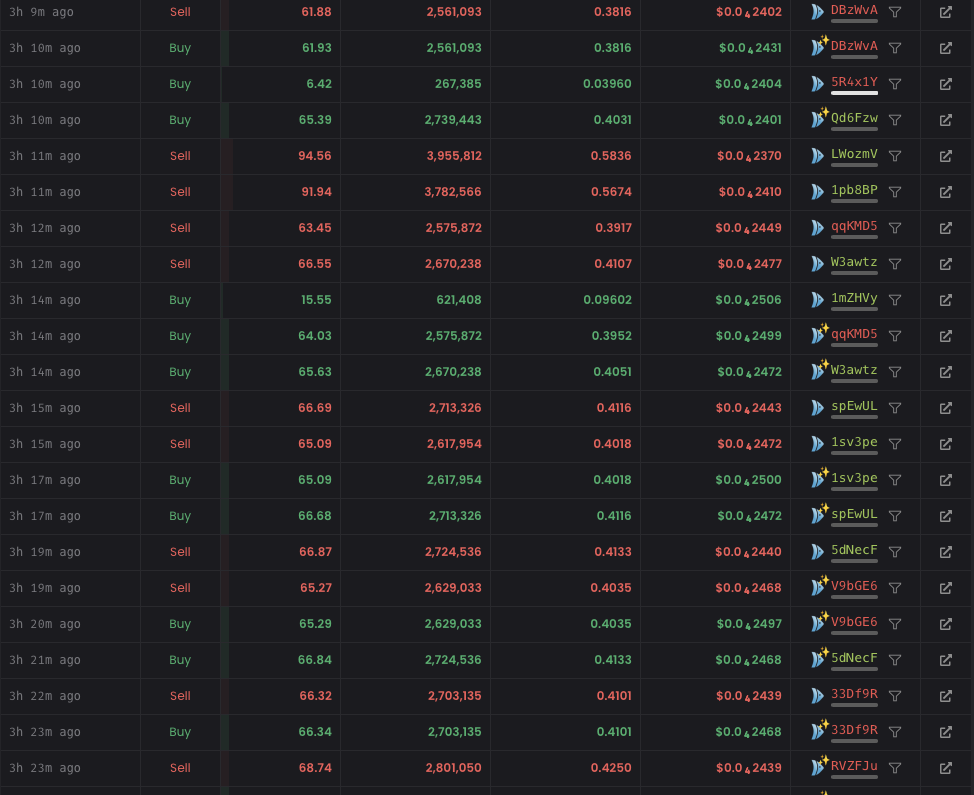 3h 9m ago Sell 61.88 2,561,093 0.3816 $0.0₄2402 DBzWvA
3h 10m ago Buy 61.93 2,561,093 0.3816 $0.0₄2431 DBzWvA
3h 10m ago Buy 6.42 267,385 0.03960 $0.0₄2404 5R4x1Y
3h 10m ago Buy 65.39 2,739,443 0.4031 $0.0₄2401 Qd6Fzw
3h 11m ago Sell 94.56 3,955,812 0.5836 $0.0₄2370 LWozmV
3h 11m ago Sell 91.94 3,782,566 0.5674 $0.0₄2410 1pb8BP
3h 12m ago Sell 63.45 2,575,872 0.3917 $0.0₄2449 qqKMD5
3h 12m ago Sell 66.55 2,670,238 0.4107 $0.0₄2477 W3awtz
3h 14m ago Buy 15.55 621,408 0.09602 $0.0₄2506 1mZHVy
3h 14m ago Buy 64.03 2,575,872 0.3952 $0.0₄2499 qqKMD5
3h 14m ago Buy 65.63 2,670,238 0.4051 $0.0₄2472 W3awtz
3h 15m ago Sell 66.69 2,713,326 0.4116 $0.0₄2443 spEwUL
3h 15m ago Sell 65.09 2,617,954 0.4018 $0.0₄2472 1sv3pe
3h 17m ago Buy 65.09 2,617,954 0.4018 $0.0₄2500 1sv3pe
3h 17m ago Buy 66.68 2,713,326 0.4116 $0.0₄2472 spEwUL
3h 19m ago Sell 66.87 2,724,536 0.4133 $0.0₄2440 5dNecF
3h 19m ago Sell 65.27 2,629,033 0.4035 $0.0₄2468 V9bGE6
3h 20m ago Buy 65.29 2,629,033 0.4035 $0.0₄2497 V9bGE6
3h 21m ago Buy 66.84 2,724,536 0.4133 $0.0₄2468 5dNecF
3h 22m ago Sell 66.32 2,703,135 0.4101 $0.0₄2439 33Df9R
3h 23m ago Buy 66.34 2,703,135 0.4101 $0.0₄2468 33Df9R
3h 23m ago Sell 68.74 2,801,050 0.4250 $0.0₄2439 RVZFJu